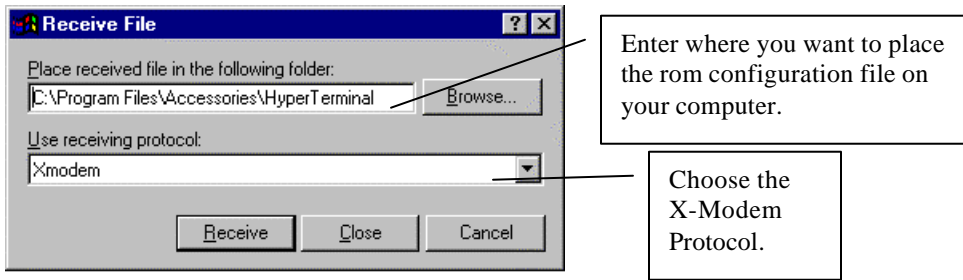 Receive File
Place received file in the following folder:
C:\Program Files\Accessories\HyperTerminal
Browse...
Use receiving protocol:
Xmodem
Receive
Close
Cancel
Enter where you want to place
the rom configuration file on
your computer.
Choose the
X-Modem
Protocol.